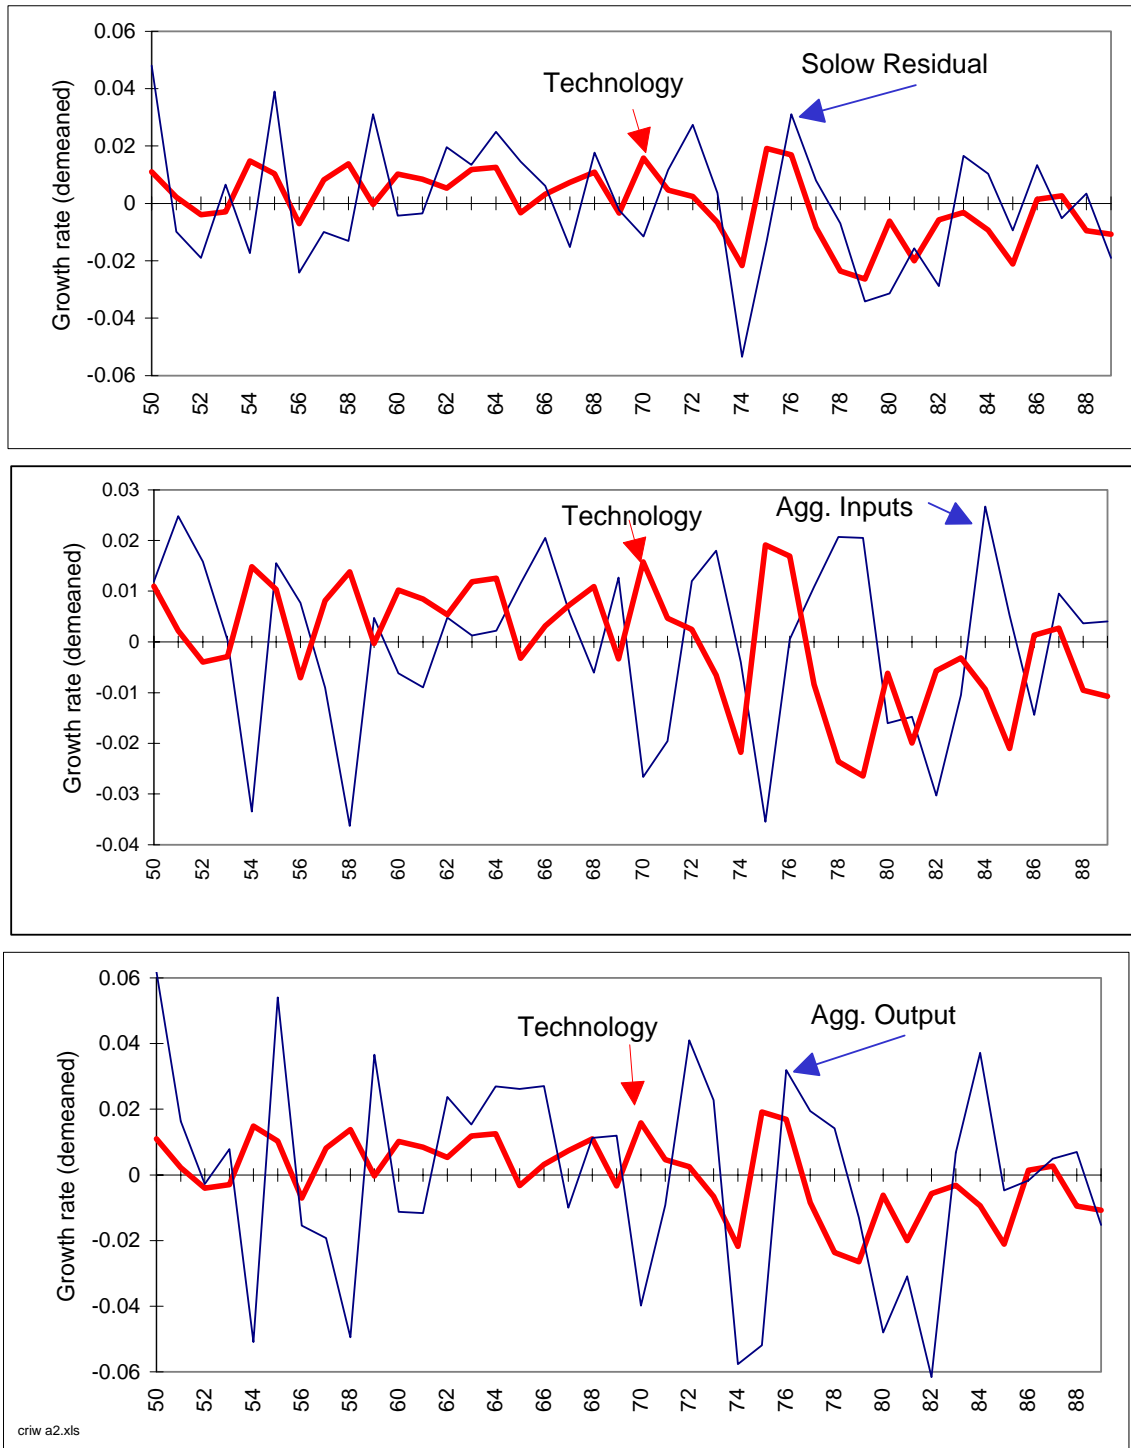 0.06
0.04
0.02
0
-0.02
-0.04
-0.06
Growth rate (demeaned)
Technology
Solow Residual
50 52 54 56 58 60 62 64 66 68 70 72 74 76 78 80 82 84 86 88
0.03
0.02
0.01
0
-0.01
-0.02
-0.03
-0.04
Growth rate (demeaned)
Technology
Agg. Inputs
50 52 54 56 58 60 62 64 66 68 70 72 74 76 78 80 82 84 86 88
0.06
0.04
0.02
0
-0.02
-0.04
-0.06
Growth rate (demeaned)
Technology
Agg. Output
50 52 54 56 58 60 62 64 66 68 70 72 74 76 78 80 82 84 86 88
criw a2.xls